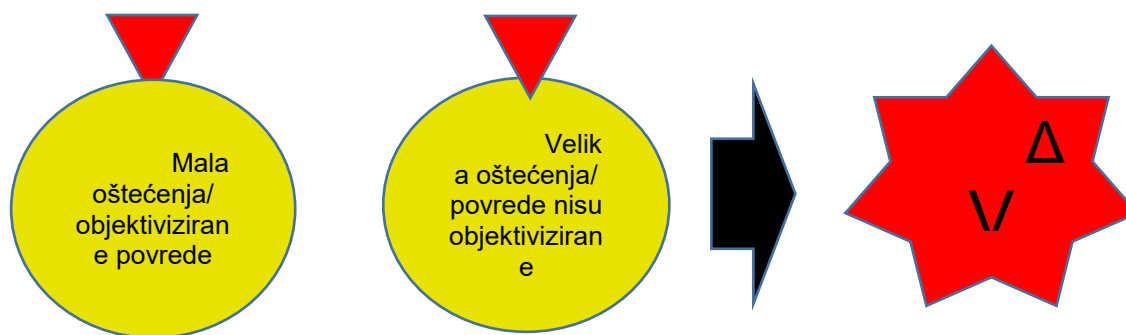 Mala
oštećenja/
objektiviziran
e povrede
Velik
a oštećenja/
povrede nisu
objektiviziran
e
Δ
V